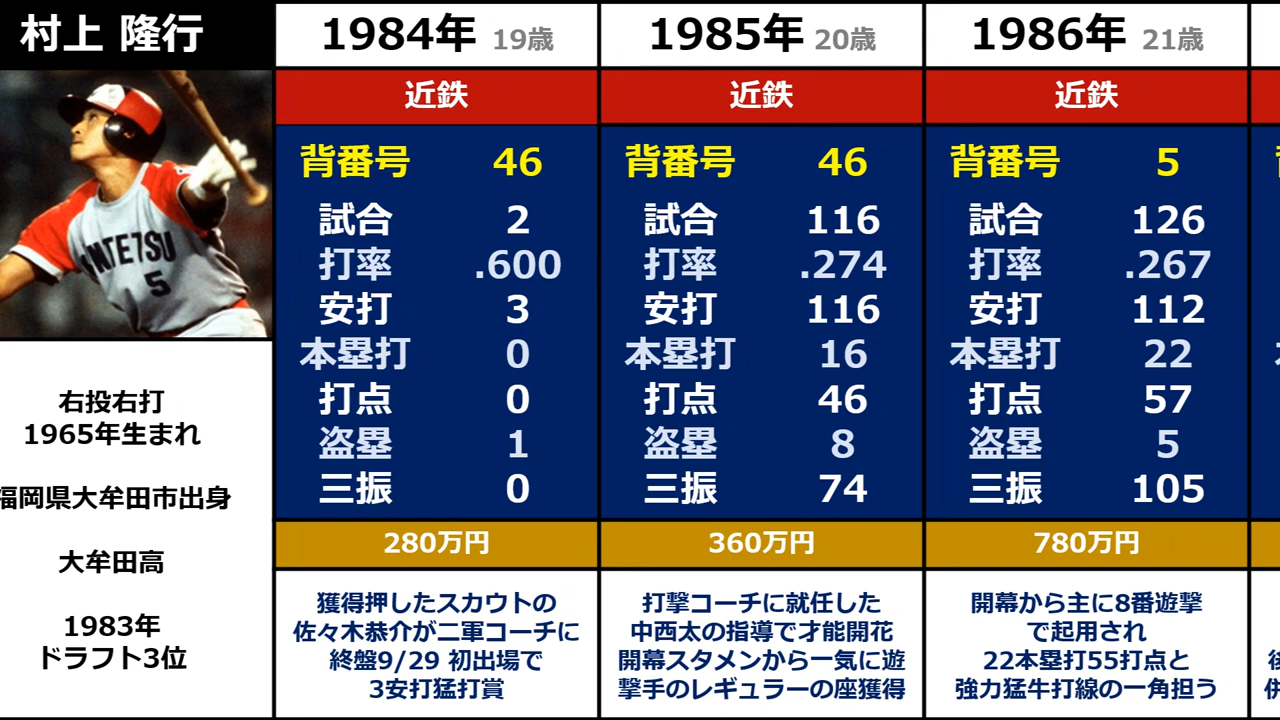 村上 隆行
KINTETSU
5
右投右打
1965年生まれ
福岡県大牟田市出身
大牟田高
1983年
ドラフト3位
1984年 19歳
近鉄
背番号 46
試合 2
打率 .600
安打 3
本塁打 0
打点 0
盗塁 1
三振 0
280万円
獲得押したスカウトの
佐々木恭介が二軍コーチに
終盤9/29 初出場で
3安打猛打賞
1985年 20歳
近鉄
背番号 46
試合 116
打率 .274
安打 116
本塁打 16
打点 46
盗塁 8
三振 74
360万円
打撃コーチに就任した
中西太の指導で才能開花
開幕スタメンから一気に遊
撃手のレギュラーの座獲得
1986年 21歳
近鉄
背番号 5
試合 126
打率 .267
安打 112
本塁打 22
打点 57
盗塁 5
三振 105
780万円
開幕から主に8番遊撃
で起用され
22本塁打55打点と
強力猛牛打線の一角担う